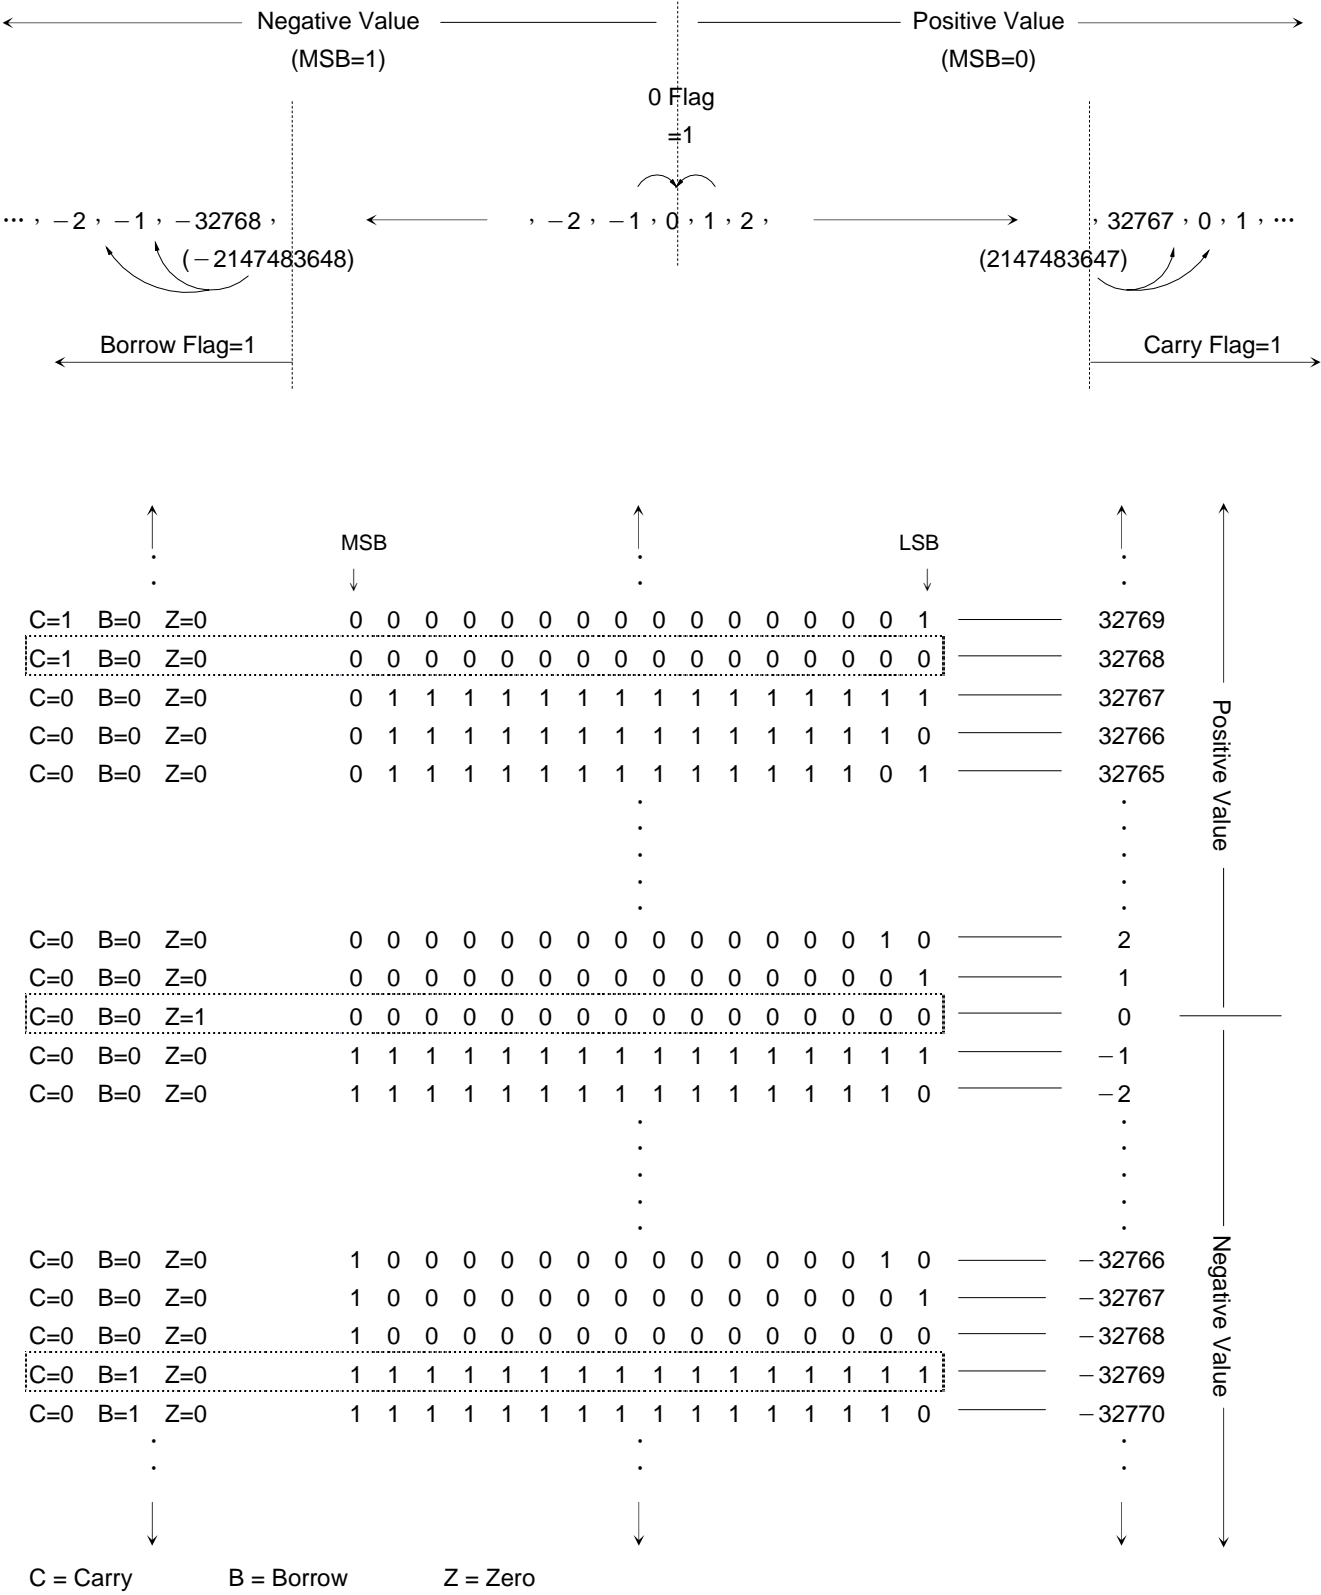 Negative Value Positive Value
(MSB=1) (MSB=0)
0 Flag
=1
··· , −2 , −1 , −32768 , , −2 , −1 , 0 , 1 , 2 , , 32767 , 0 , 1 , ···
(−2147483648) (2147483647)
Borrow Flag=1 Carry Flag=1
MSB LSB
C=1 B=0 Z=0 0 0 0 0 0 0 0 0 0 0 0 0 0 0 0 1 32769
C=1 B=0 Z=0 0 0 0 0 0 0 0 0 0 0 0 0 0 0 0 0 32768
C=0 B=0 Z=0 0 1 1 1 1 1 1 1 1 1 1 1 1 1 1 1 32767
C=0 B=0 Z=0 0 1 1 1 1 1 1 1 1 1 1 1 1 1 1 0 32766
C=0 B=0 Z=0 0 1 1 1 1 1 1 1 1 1 1 1 1 1 0 1 32765
Positive Value
C=0 B=0 Z=0 0 0 0 0 0 0 0 0 0 0 0 0 0 0 1 0 2
C=0 B=0 Z=0 0 0 0 0 0 0 0 0 0 0 0 0 0 0 0 1 1
C=0 B=0 Z=1 0 0 0 0 0 0 0 0 0 0 0 0 0 0 0 0 0
C=0 B=0 Z=0 1 1 1 1 1 1 1 1 1 1 1 1 1 1 1 1 −1
C=0 B=0 Z=0 1 1 1 1 1 1 1 1 1 1 1 1 1 1 1 0 −2
C=0 B=0 Z=0 1 0 0 0 0 0 0 0 0 0 0 0 0 0 1 0 −32766
C=0 B=0 Z=0 1 0 0 0 0 0 0 0 0 0 0 0 0 0 0 1 −32767
C=0 B=0 Z=0 1 0 0 0 0 0 0 0 0 0 0 0 0 0 0 0 −32768
C=0 B=1 Z=0 1 1 1 1 1 1 1 1 1 1 1 1 1 1 1 1 −32769
C=0 B=1 Z=0 1 1 1 1 1 1 1 1 1 1 1 1 1 1 1 0 −32770
Negative Value
C = Carry B = Borrow Z = Zero